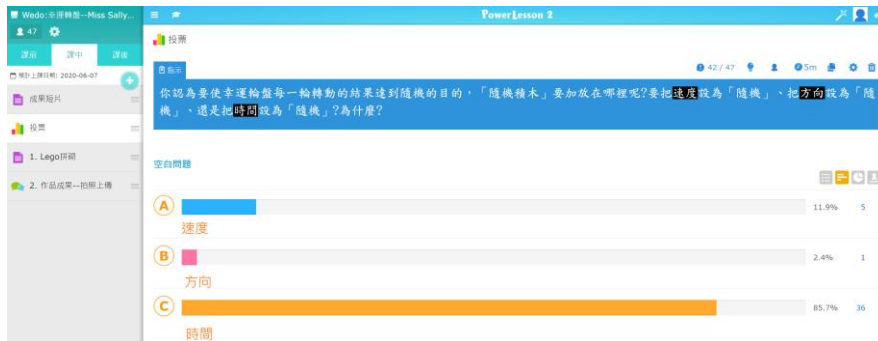 Wedo:幸運轉盤--Miss Sally...
PowerLesson 2
47
投票
課前
課中
課後
指示
42 / 47
5m
預計上課日期: 2020-06-07
你認為要使幸運輪盤每一輪轉動的結果達到隨機的目的，「隨機積木」要加放在哪裡呢?要把速度設為「隨機」、把方向設為「隨
機」、還是把時間設為「隨機」?為什麼?
成果短片
投票
1. Lego拼砌
2. 作品成果--拍照上傳
空白問題
A
11.9%
5
速度
B
2.4%
1
方向
C
85.7%
36
時間